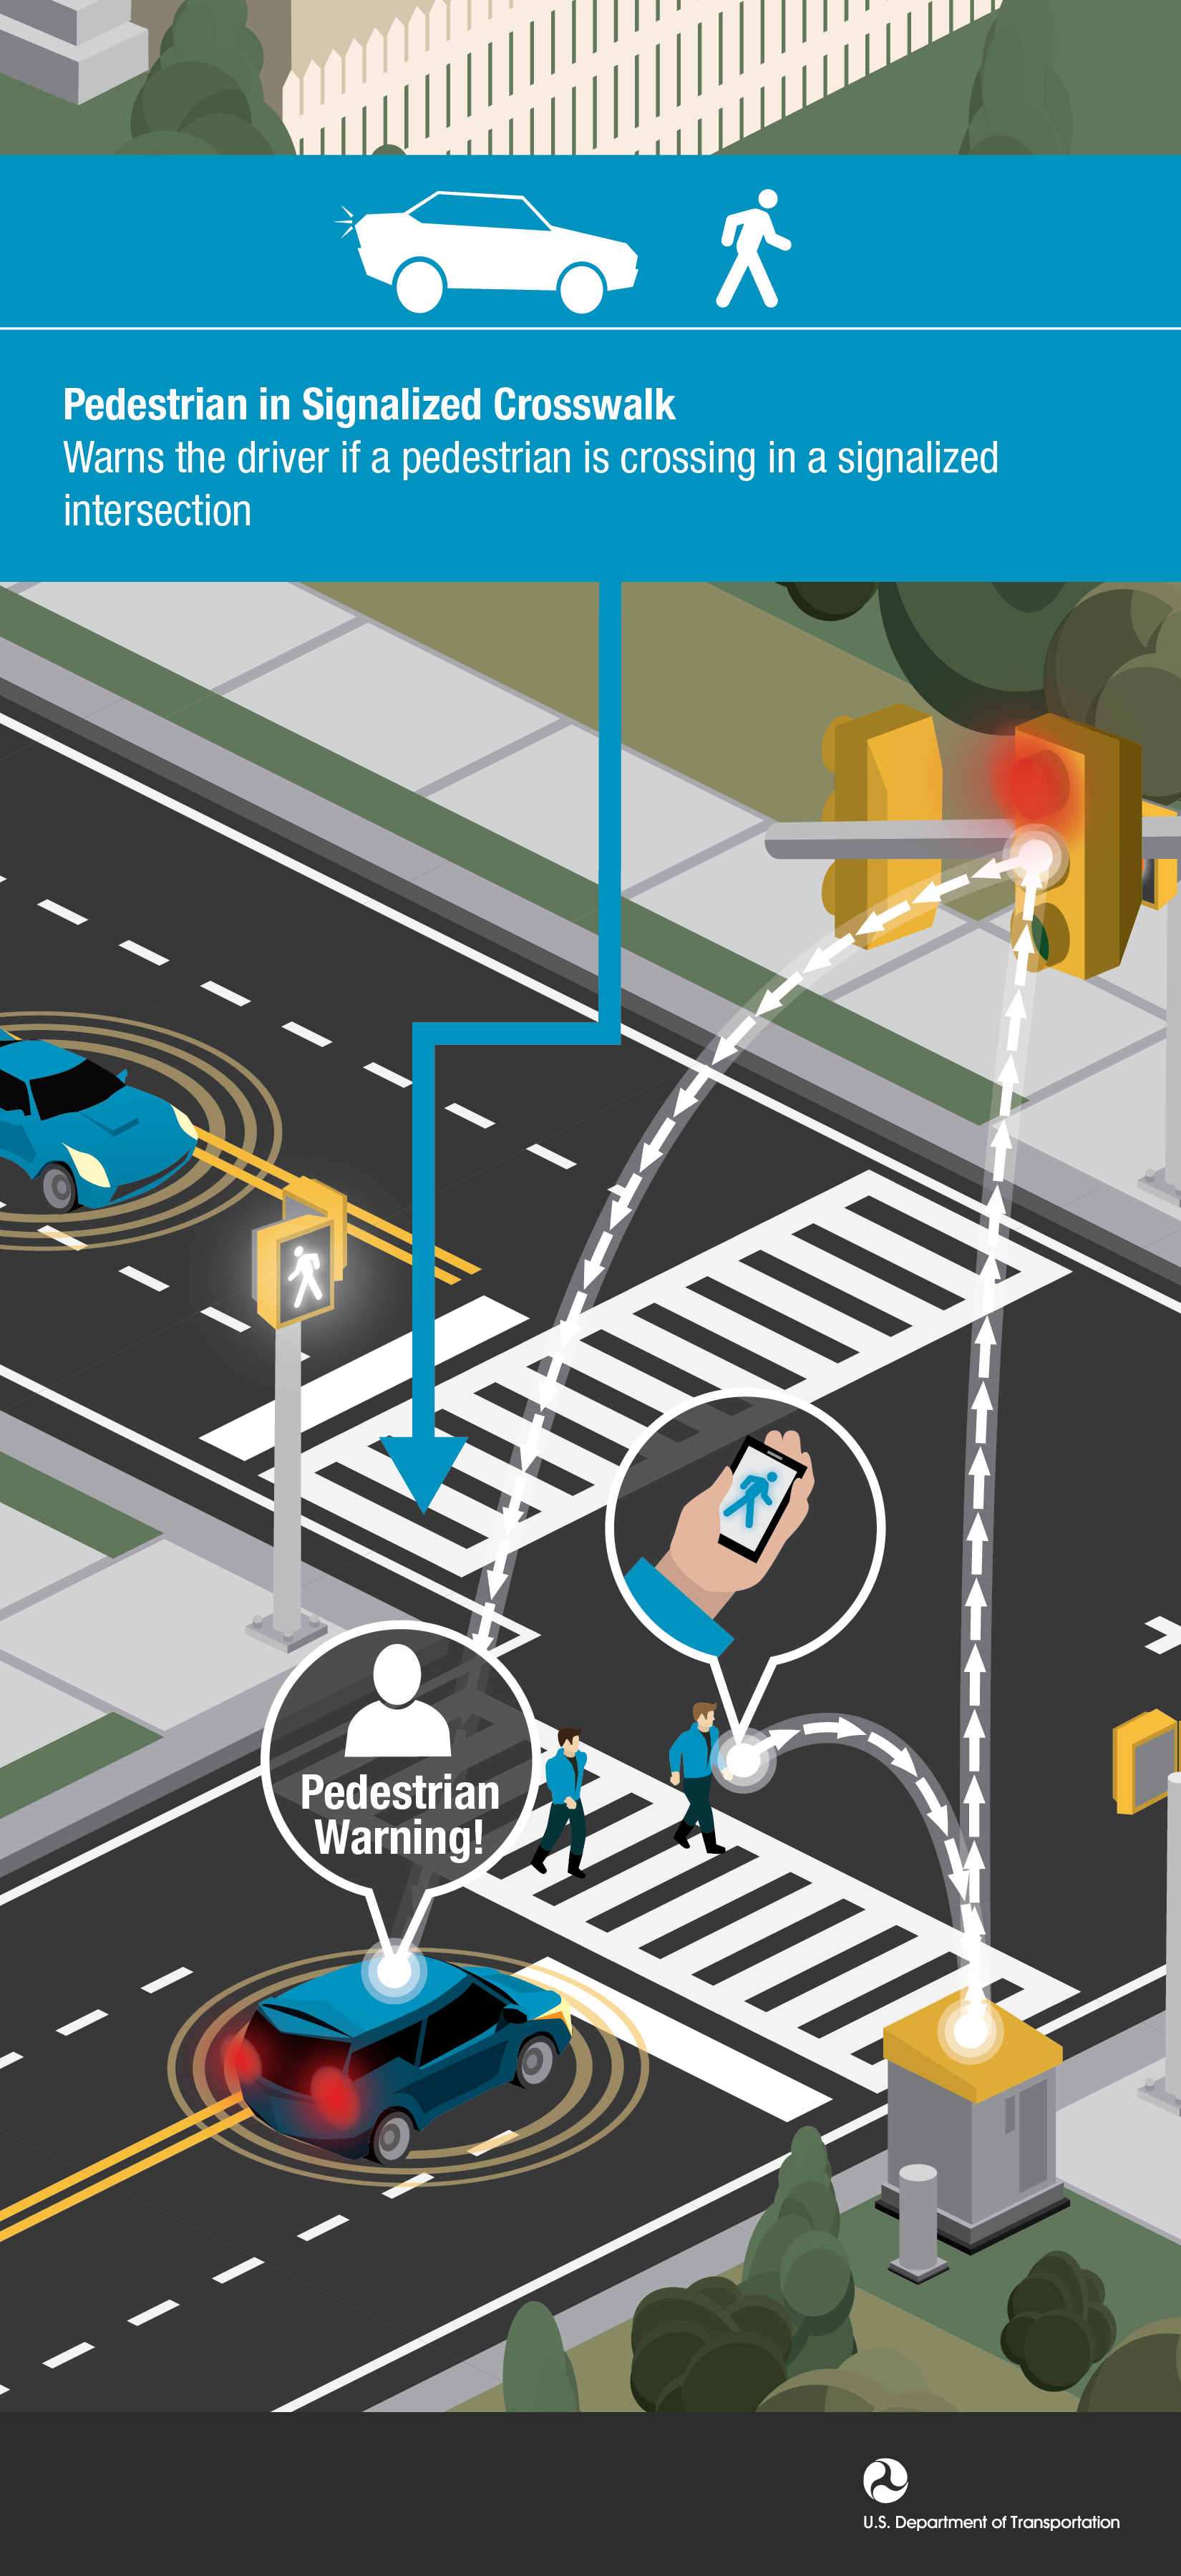 Pedestrian in Signalized Crosswalk
Warns the driver if a pedestrian is crossing in a signalized
intersection
Pedestrian
Warning!
U.S. Department of Transportation